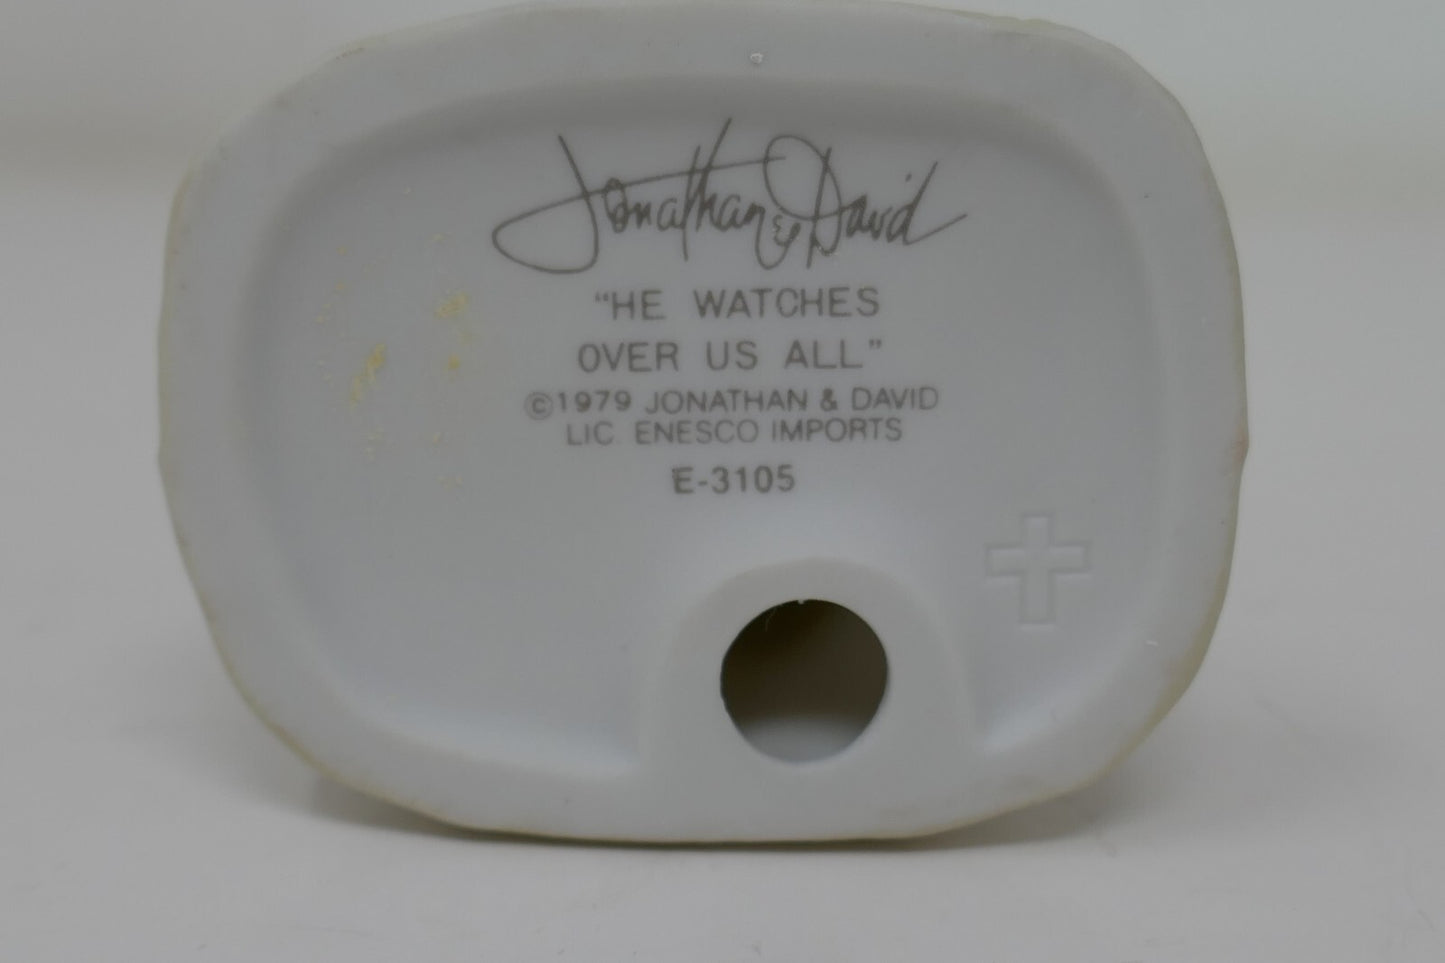 Jonathan & David
"HE WATCHES
OVER US ALL"
©1979 JONATHAN & DAVID
LIC. ENESCO IMPORTS
E-3105